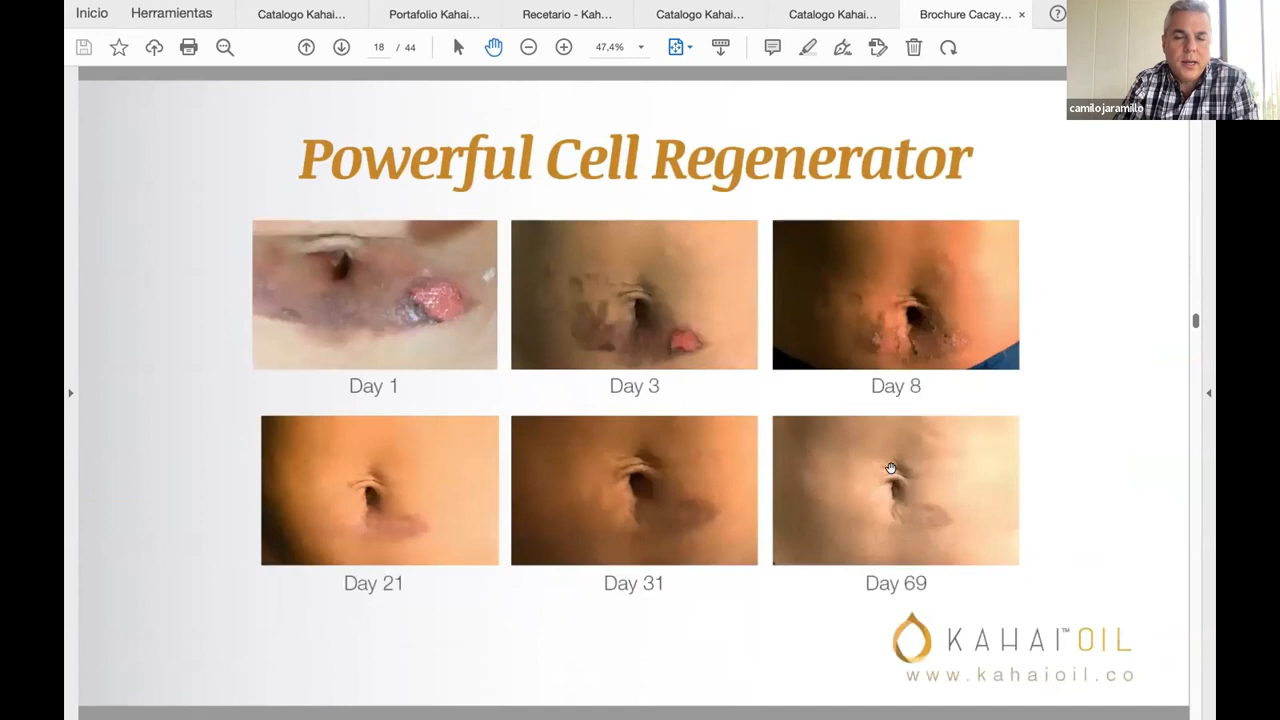 Inicio Herramientas Catalogo Kahai... Portafolio Kahai... Recetario - Kah... Catalogo Kahai... Catalogo Kahai... Brochure Cacay... ×
18 / 44 47,4%
camilo jaramillo
Powerful Cell Regenerator
Day 1 Day 3 Day 8
Day 21 Day 31 Day 69
KAHAI™OIL
www.kahaioil.co